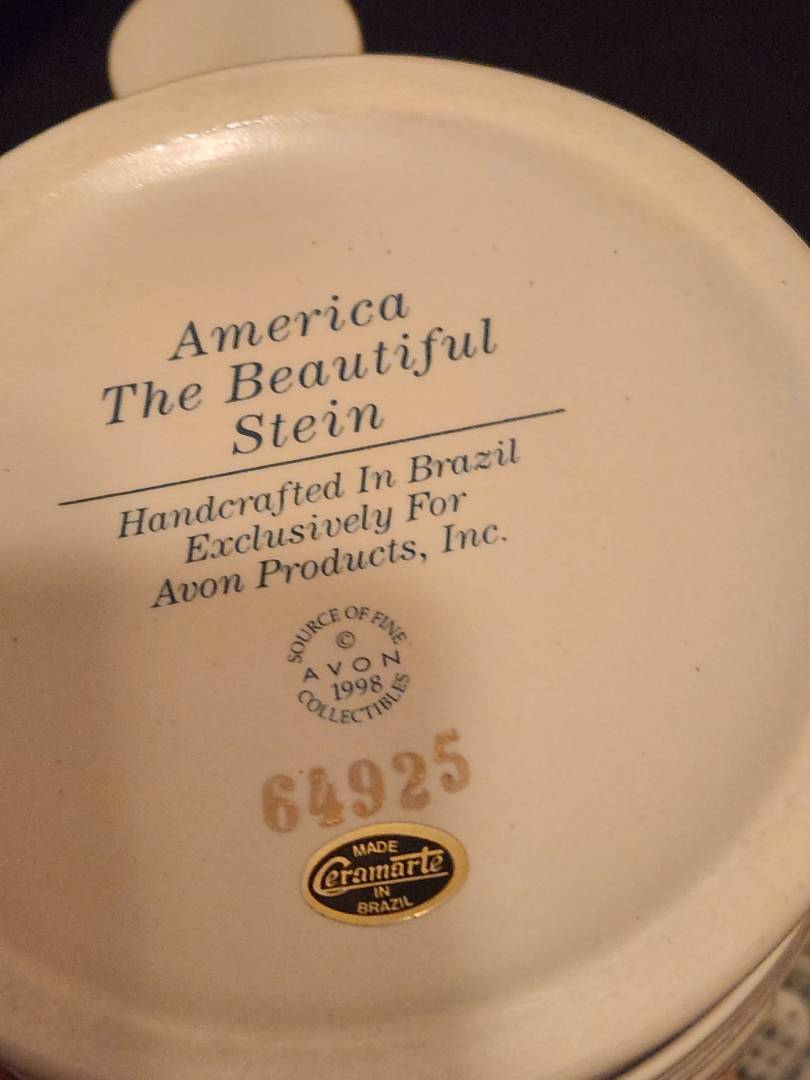 America
The Beautiful
Stein
Handcrafted In Brazil
Exclusively For
Avon Products, Inc.
SOURCE OF FINE
©
AVON
1998
COLLECTIBLES
64925
MADE
Ceramarte
IN
BRAZIL